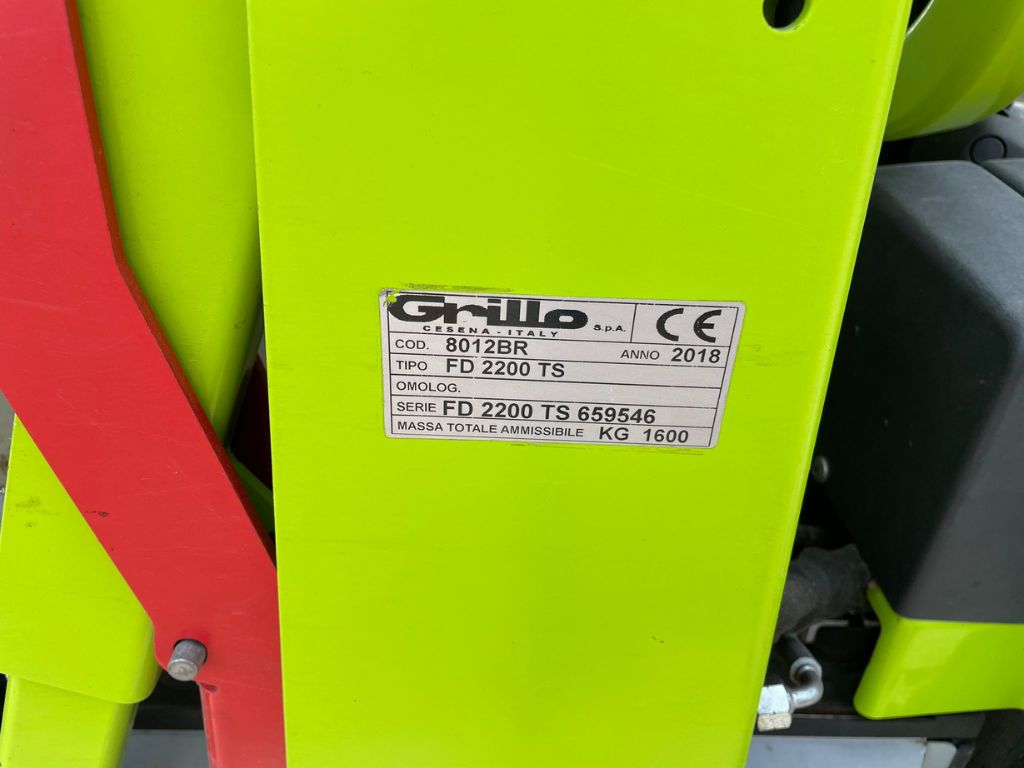 Grillo S.p.A. CE
CESENA - ITALY
COD. 8012BR ANNO 2018
TIPO FD 2200 TS
OMOLOG.
SERIE FD 2200 TS 659546
MASSA TOTALE AMMISSIBILE KG 1600